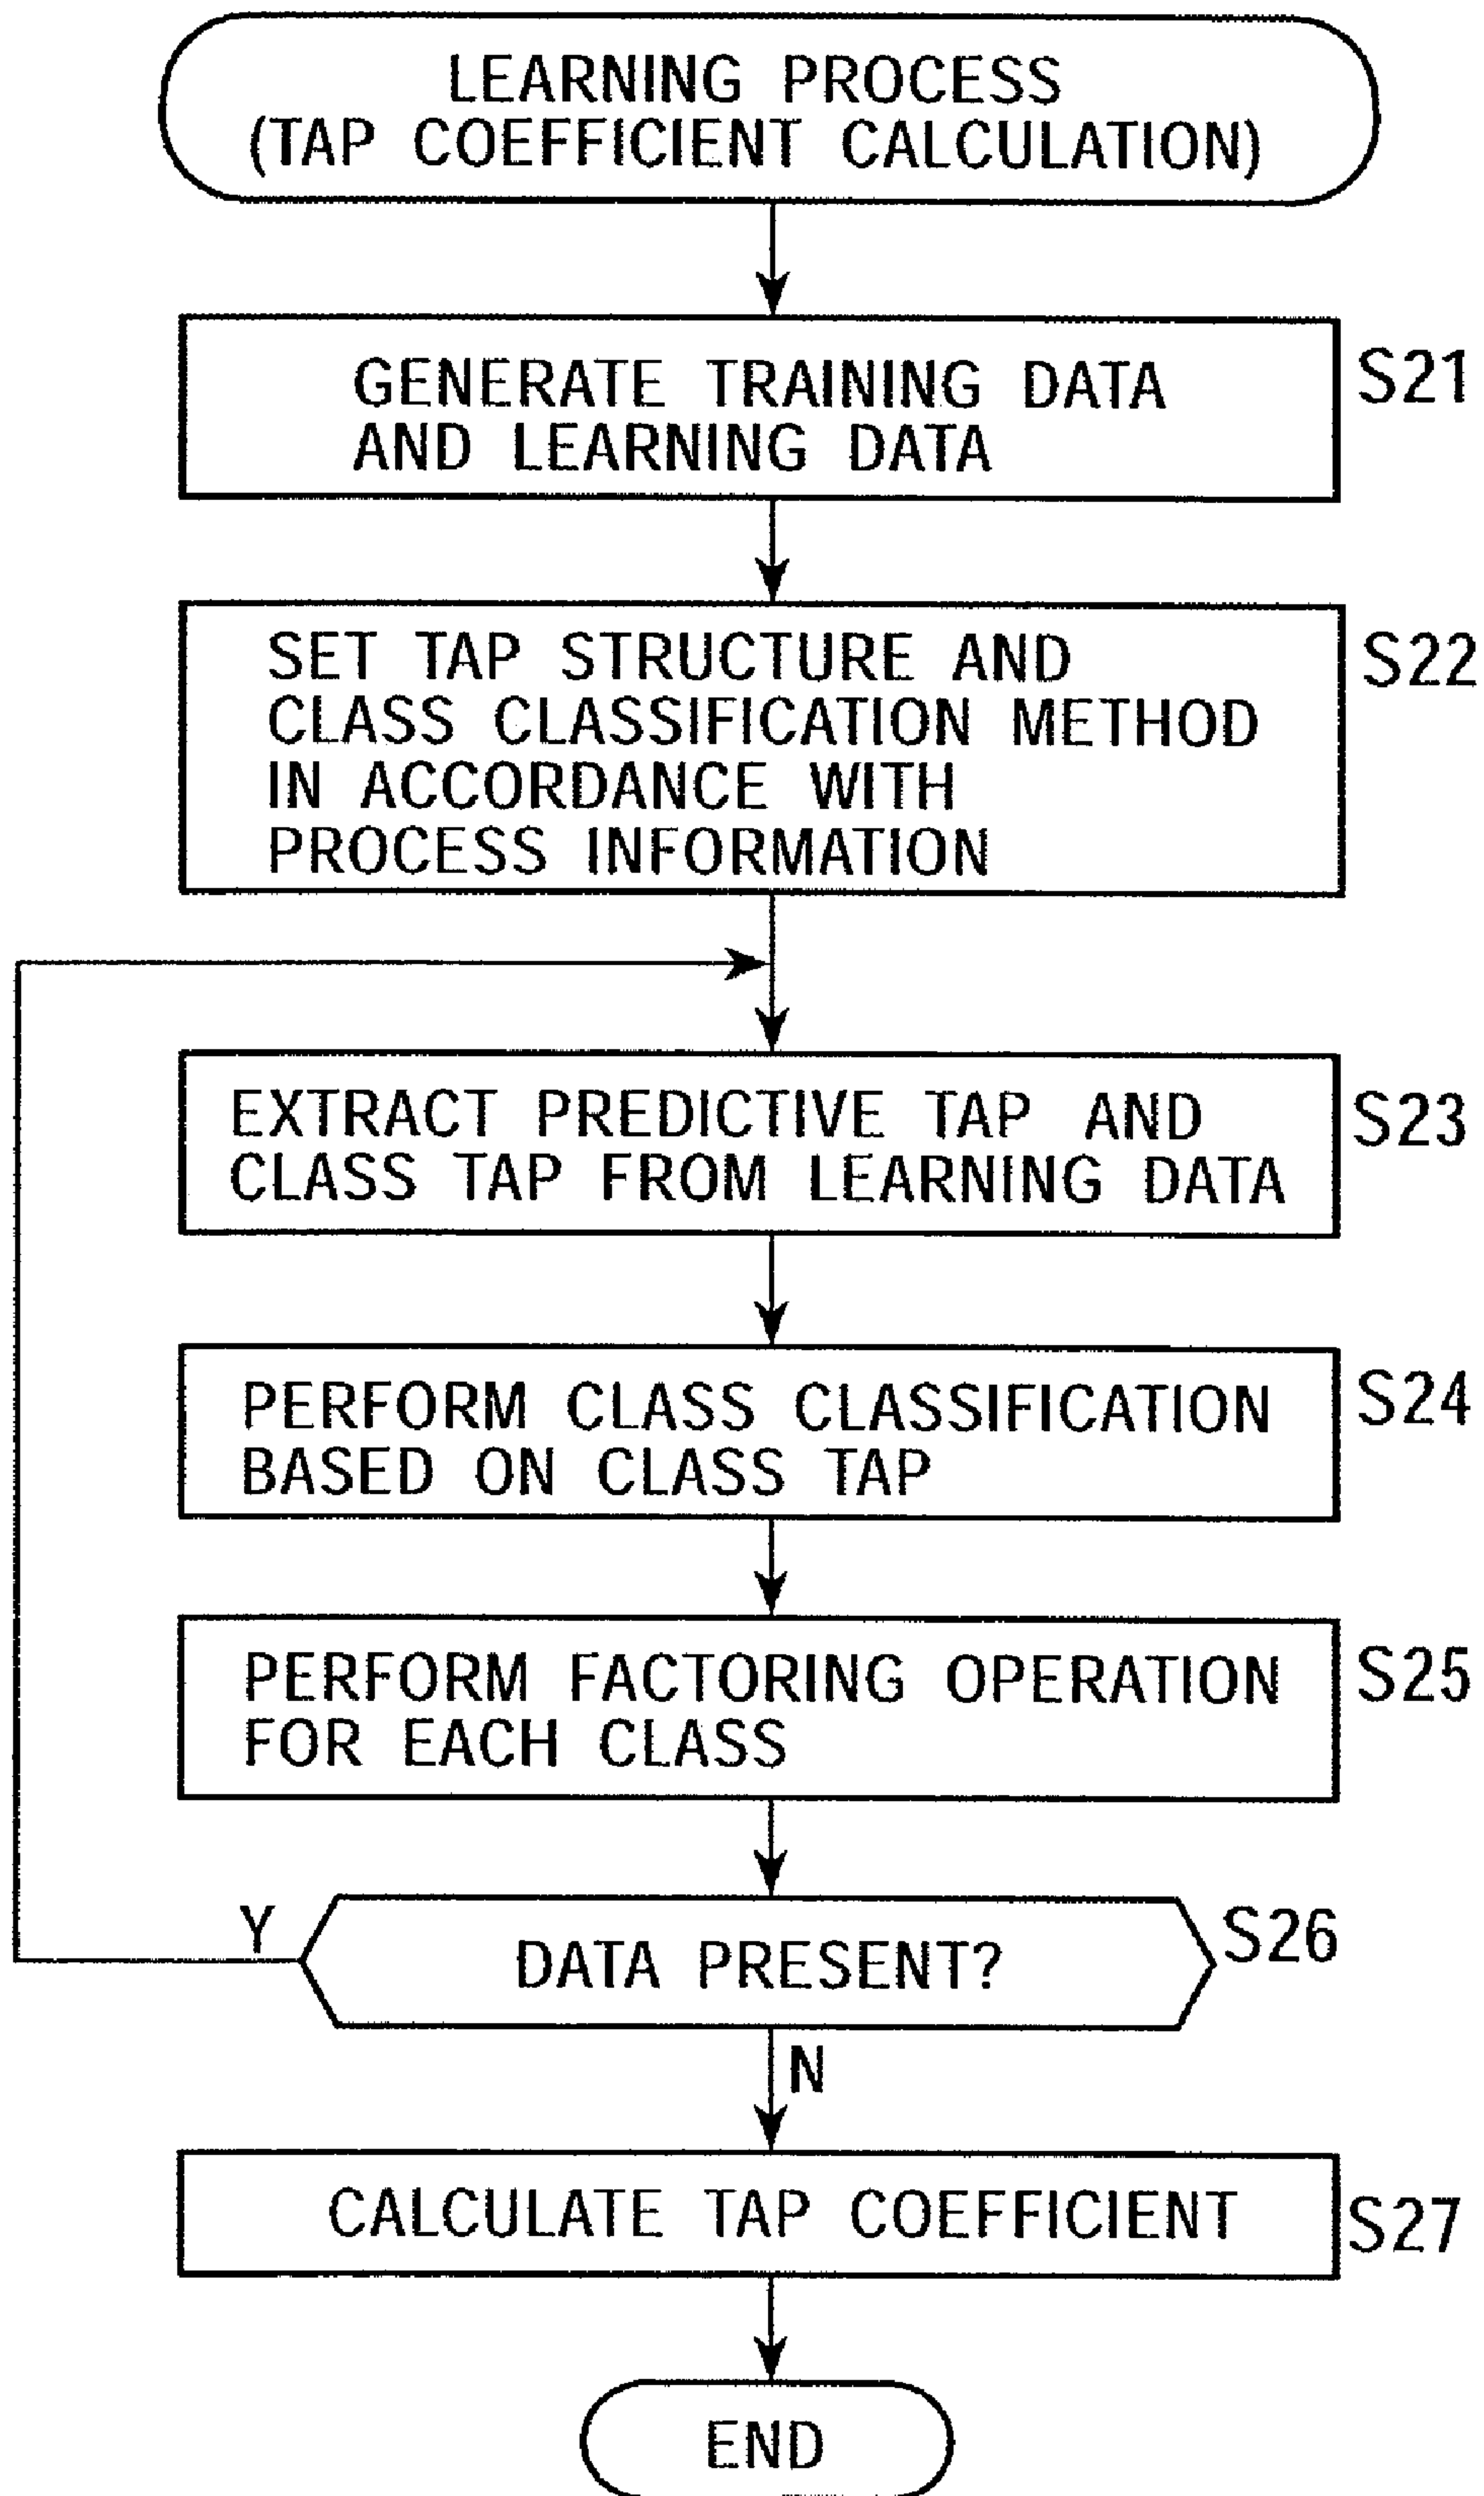 LEARNING PROCESS
(TAP COEFFICIENT CALCULATION)
GENERATE TRAINING DATA
AND LEARNING DATA
S21
SET TAP STRUCTURE AND
CLASS CLASSIFICATION METHOD
IN ACCORDANCE WITH
PROCESS INFORMATION
S22
EXTRACT PREDICTIVE TAP AND
CLASS TAP FROM LEARNING DATA
S23
PERFORM CLASS CLASSIFICATION
BASED ON CLASS TAP
S24
PERFORM FACTORING OPERATION
FOR EACH CLASS
S25
Y
DATA PRESENT?
S26
N
CALCULATE TAP COEFFICIENT
S27
END